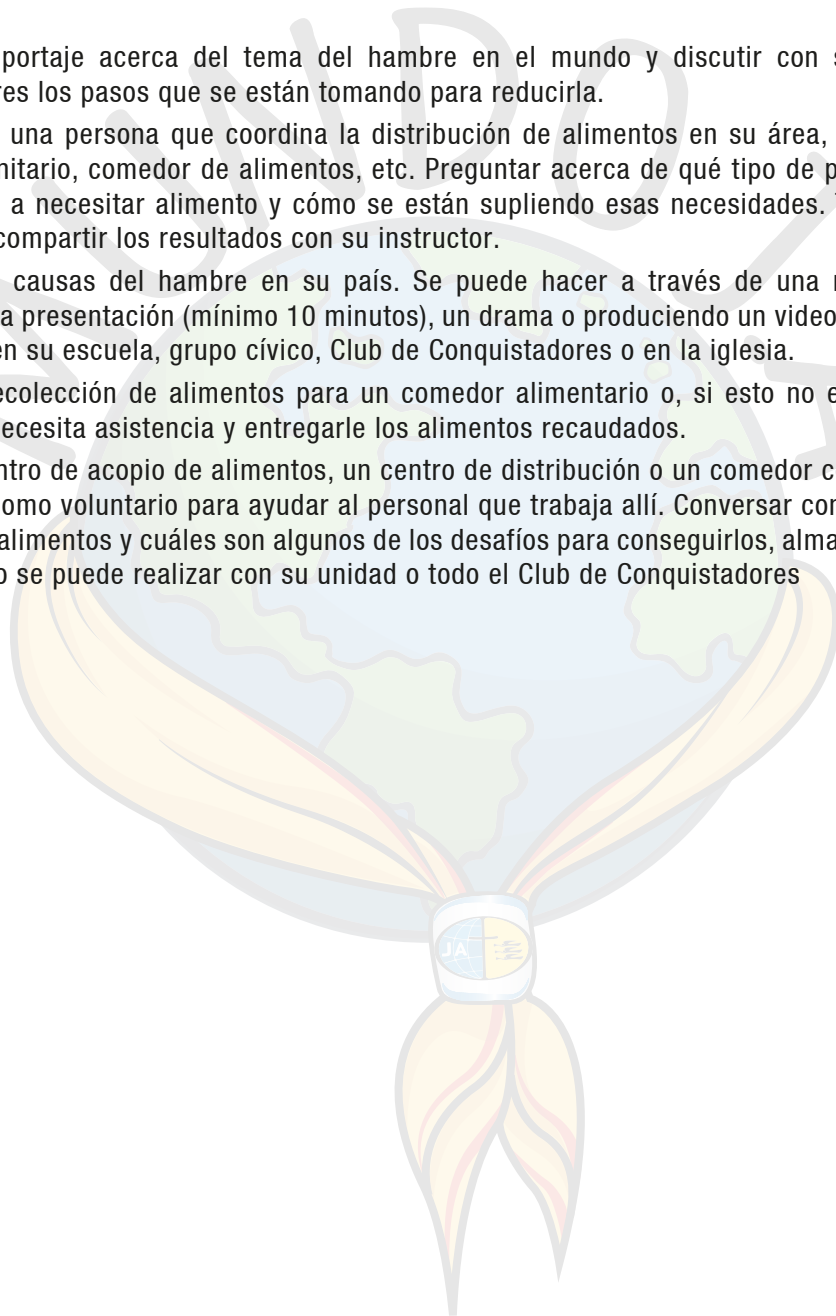 portaje acerca del tema del hambre en el mundo y discutir con s
res los pasos que se están tomando para reducirla.
una persona que coordina la distribución de alimentos en su área,
nitario, comedor de alimentos, etc. Preguntar acerca de qué tipo de p
a necesitar alimento y cómo se están supliendo esas necesidades.
compartir los resultados con su instructor.
causas del hambre en su país. Se puede hacer a través de una
a presentación (mínimo 10 minutos), un drama o produciendo un video
en su escuela, grupo cívico, Club de Conquistadores o en la iglesia.
ecolección de alimentos para un comedor alimentario o, si esto no e
ecesita asistencia y entregarle los alimentos recaudados.
ntro de acopio de alimentos, un centro de distribución o un comedor c
omo voluntario para ayudar al personal que trabaja allí. Conversar con
alimentos y cuáles son algunos de los desafíos para conseguirlos, alma
o se puede realizar con su unidad o todo el Club de Conquistadores
MUNDO
JA